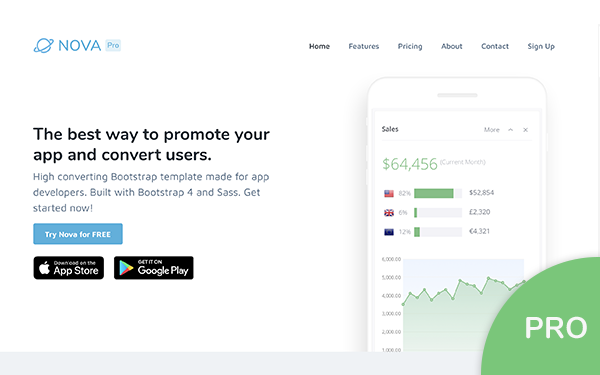 NOVA Pro
Home Features Pricing About Contact Sign Up
The best way to promote your
app and convert users.
High converting Bootstrap template made for app
developers. Built with Bootstrap 4 and Sass. Get
started now!
Try Nova for FREE
Download on the
App Store
GET IT ON
Google Play
Sales More
$64,456 (Current Month)
82% $52,854
6% £2,320
12% €4,321
6,000.00
5,000.00
4,000.00
3,000.00
2,000.00
1,000.00
PRO